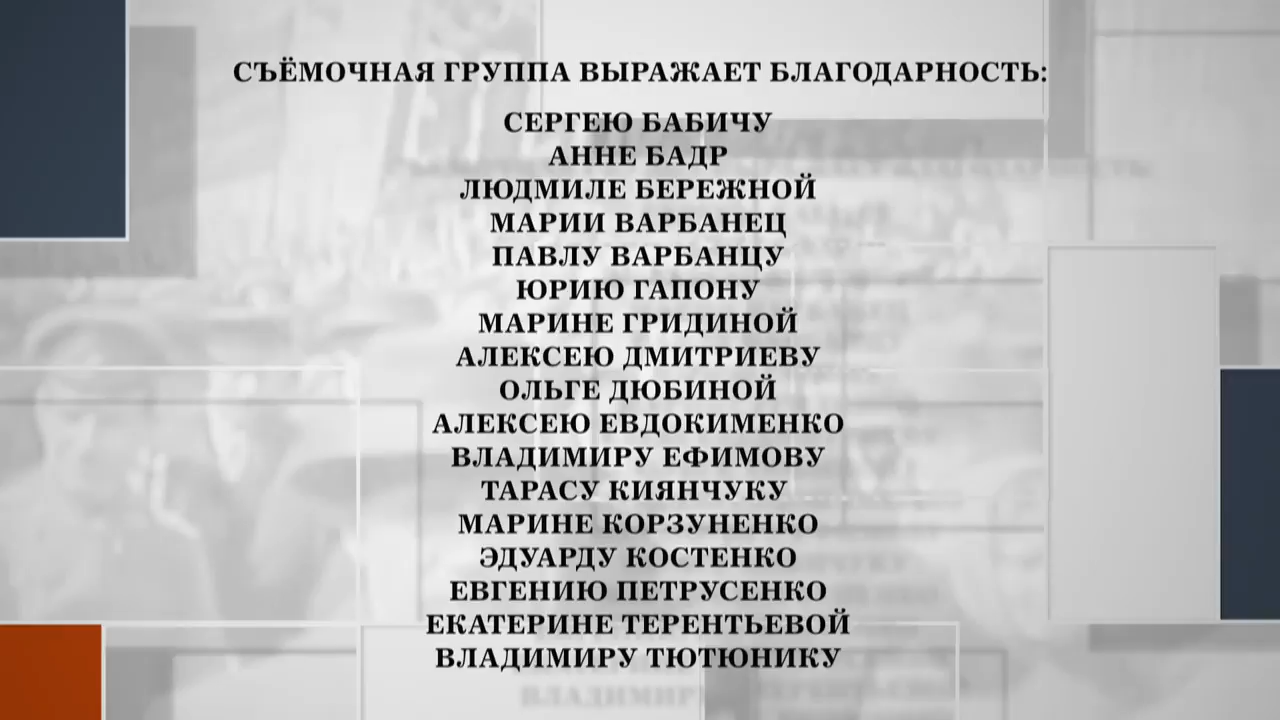 СЪЁМОЧНАЯ ГРУППА ВЫРАЖАЕТ БЛАГОДАРНОСТЬ:
СЕРГЕЮ БАБИЧУ
АННЕ БАДР
ЛЮДМИЛЕ БЕРЕЖНОЙ
МАРИИ ВАРБАНЕЦ
ПАВЛУ ВАРБАНЦУ
ЮРИЮ ГАПОНУ
МАРИНЕ ГРИДИНОЙ
АЛЕКСЕЮ ДМИТРИЕВУ
ОЛЬГЕ ДЮБИНОЙ
АЛЕКСЕЮ ЕВДОКИМЕНКО
ВЛАДИМИРУ ЕФИМОВУ
ТАРАСУ КИЯНЧУКУ
МАРИНЕ КОРЗУНЕНКО
ЭДУАРДУ КОСТЕНКО
ЕВГЕНИЮ ПЕТРУСЕНКО
ЕКАТЕРИНЕ ТЕРЕНТЬЕВОЙ
ВЛАДИМИРУ ТЮТЮНИКУ